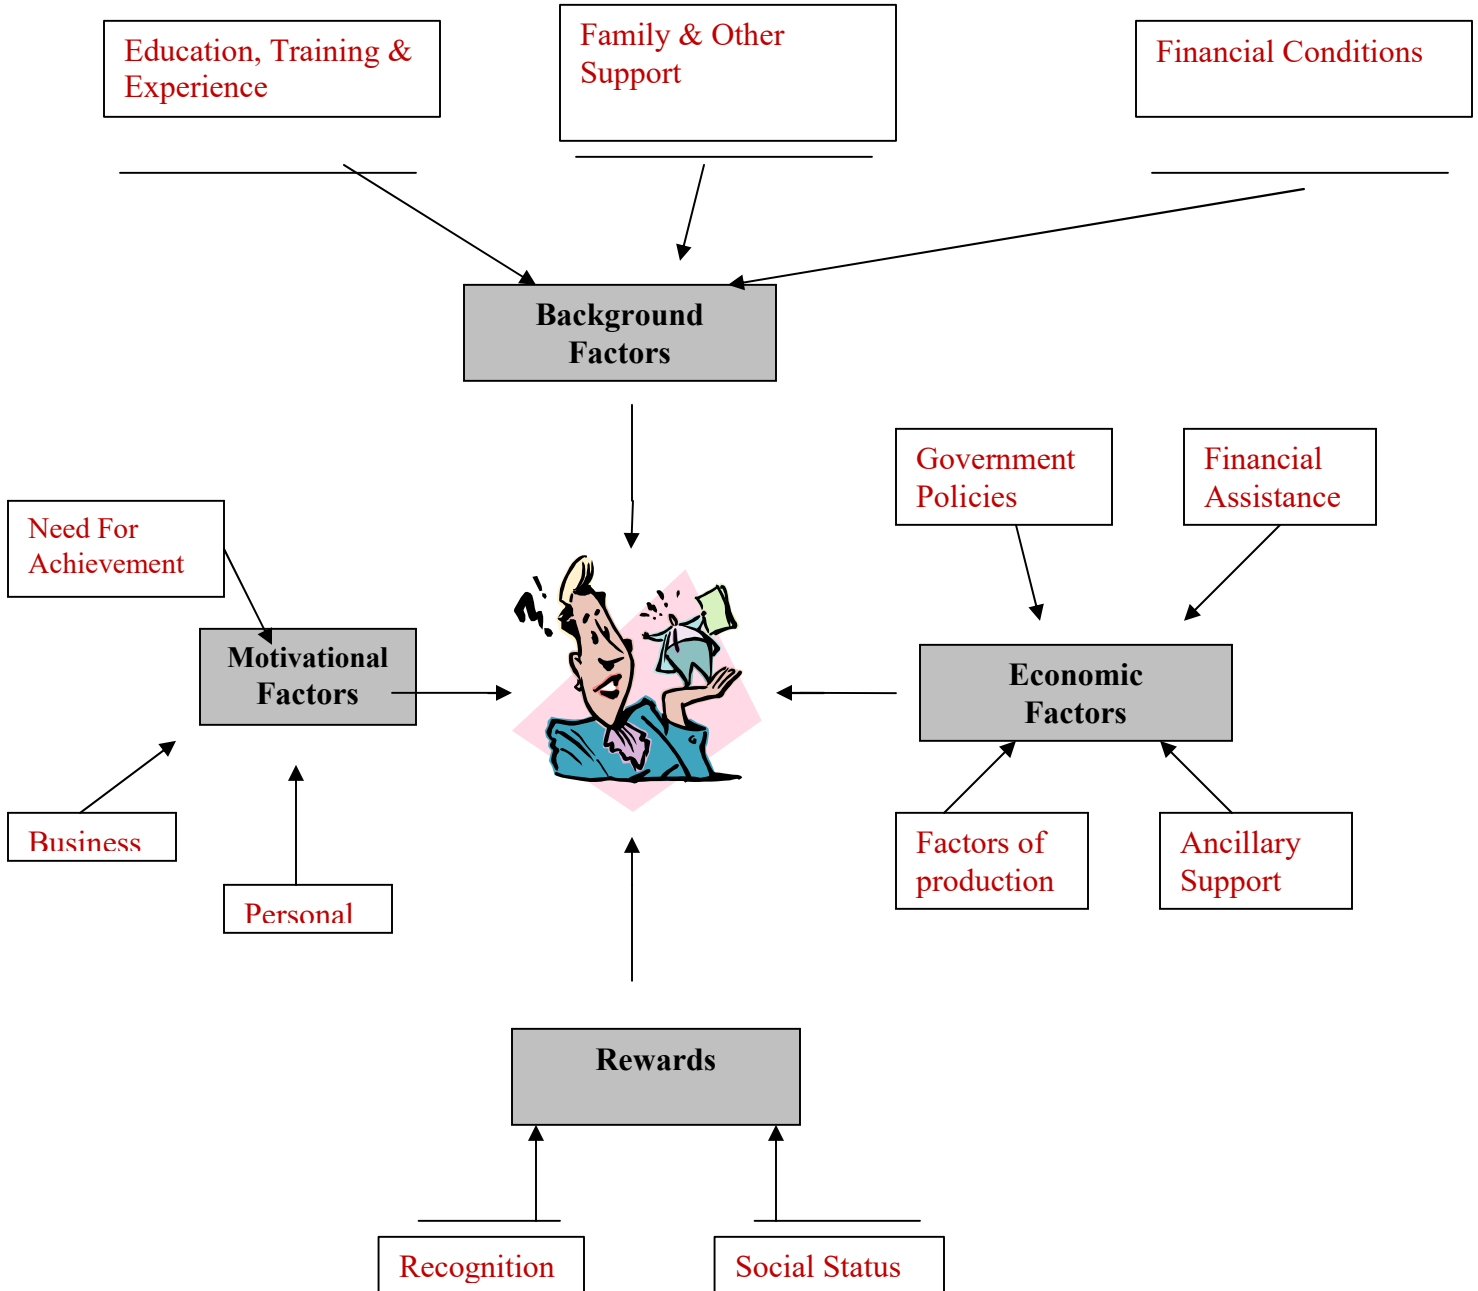 Education, Training &
Experience
Family & Other
Support
Financial Conditions
Background
Factors
Government
Policies
Financial
Assistance
Need For
Achievement
Motivational
Factors
Economic
Factors
Business
Personal
Factors of
production
Ancillary
Support
Rewards
Recognition
Social Status